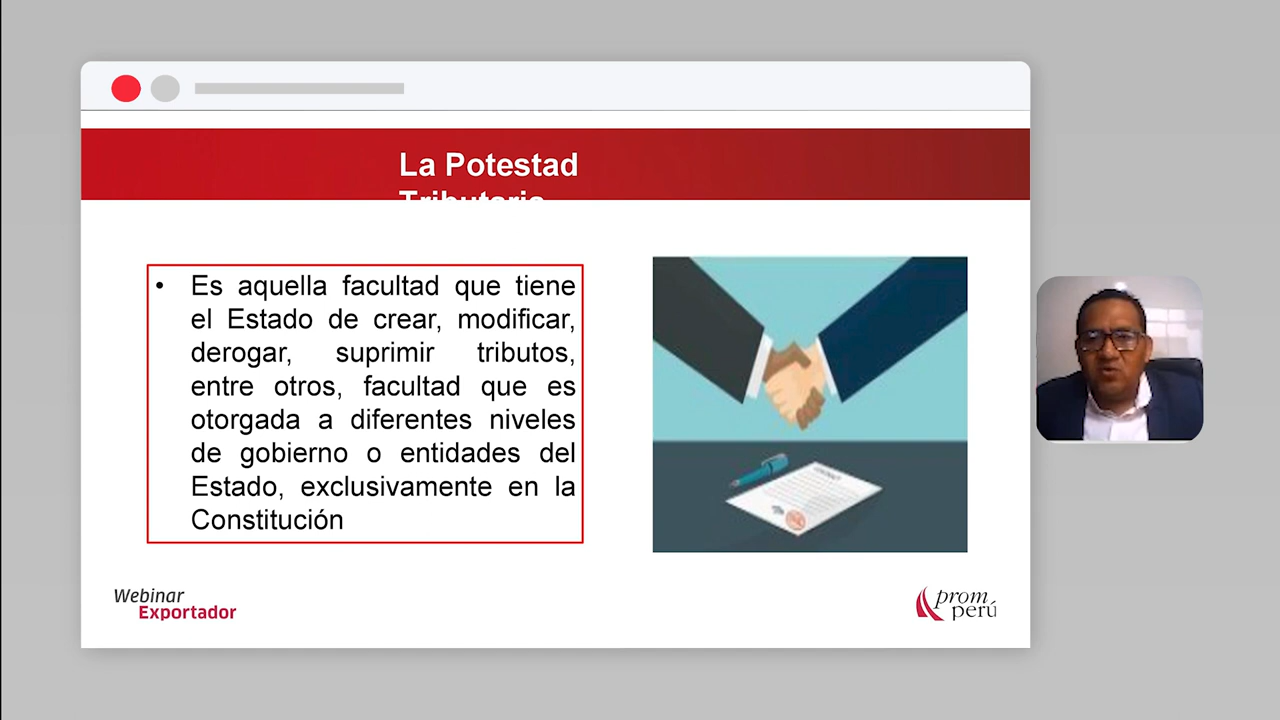 La Potestad
Tributaria
• Es aquella facultad que tiene
el Estado de crear, modificar,
derogar, suprimir tributos,
entre otros, facultad que es
otorgada a diferentes niveles
de gobierno o entidades del
Estado, exclusivamente en la
Constitución
Webinar
Exportador
prom
perú